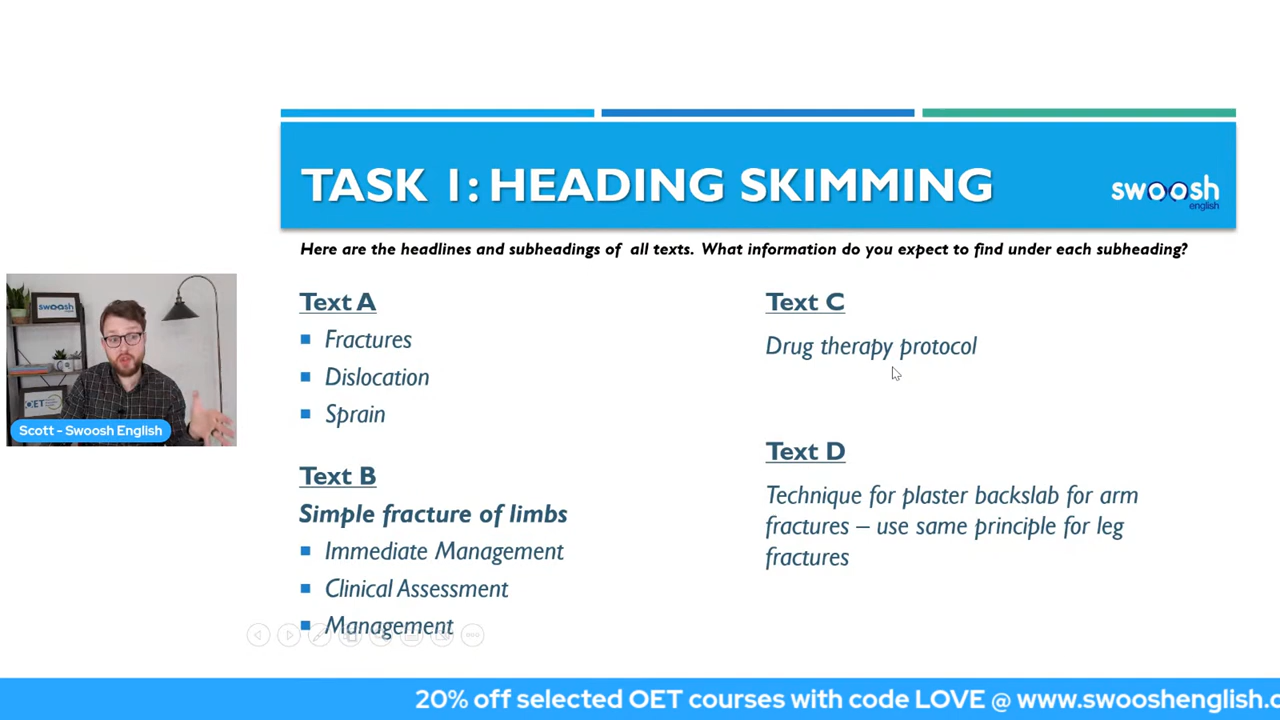 TASK 1: HEADING SKIMMING
swoosh
english
Here are the headlines and subheadings of all texts. What information do you expect to find under each subheading?
Text A
Fractures
Dislocation
Sprain
Text B
Simple fracture of limbs
Immediate Management
Clinical Assessment
Management
Text C
Drug therapy protocol
Text D
Technique for plaster backslab for arm
fractures – use same principle for leg
fractures
swoosh
OET
Scott - Swoosh English
20% off selected OET courses with code LOVE @ www.swooshenglish.c